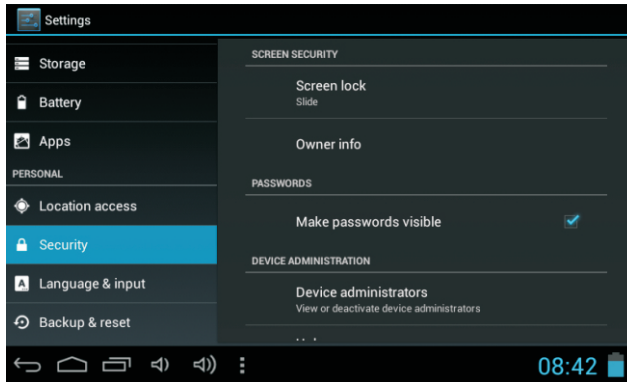 Settings
Storage
Battery
Apps
PERSONAL
Location access
Security
Language & input
Backup & reset
SCREEN SECURITY
Screen lock
Slide
Owner info
PASSWORDS
Make passwords visible
DEVICE ADMINISTRATION
Device administrators
View or deactivate device administrators
08:42